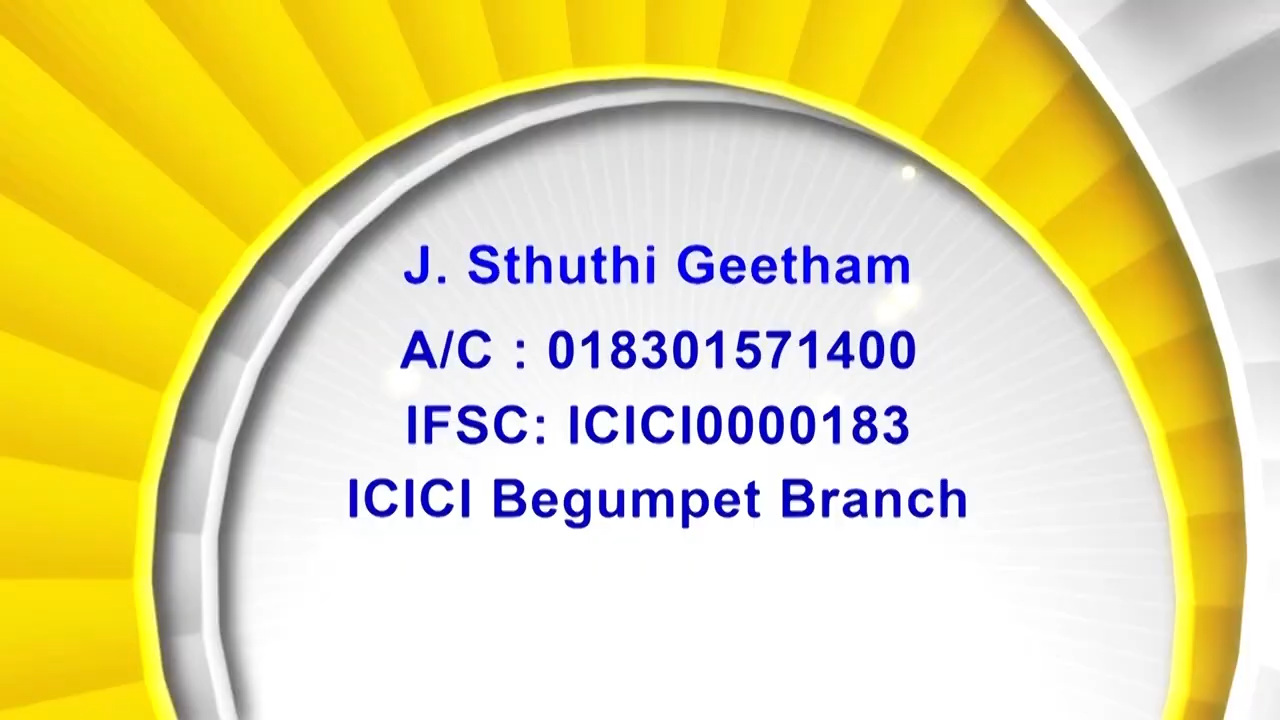 J. Sthuthi Geetham
A/C : 018301571400
IFSC: ICICI0000183
ICICI Begumpet Branch